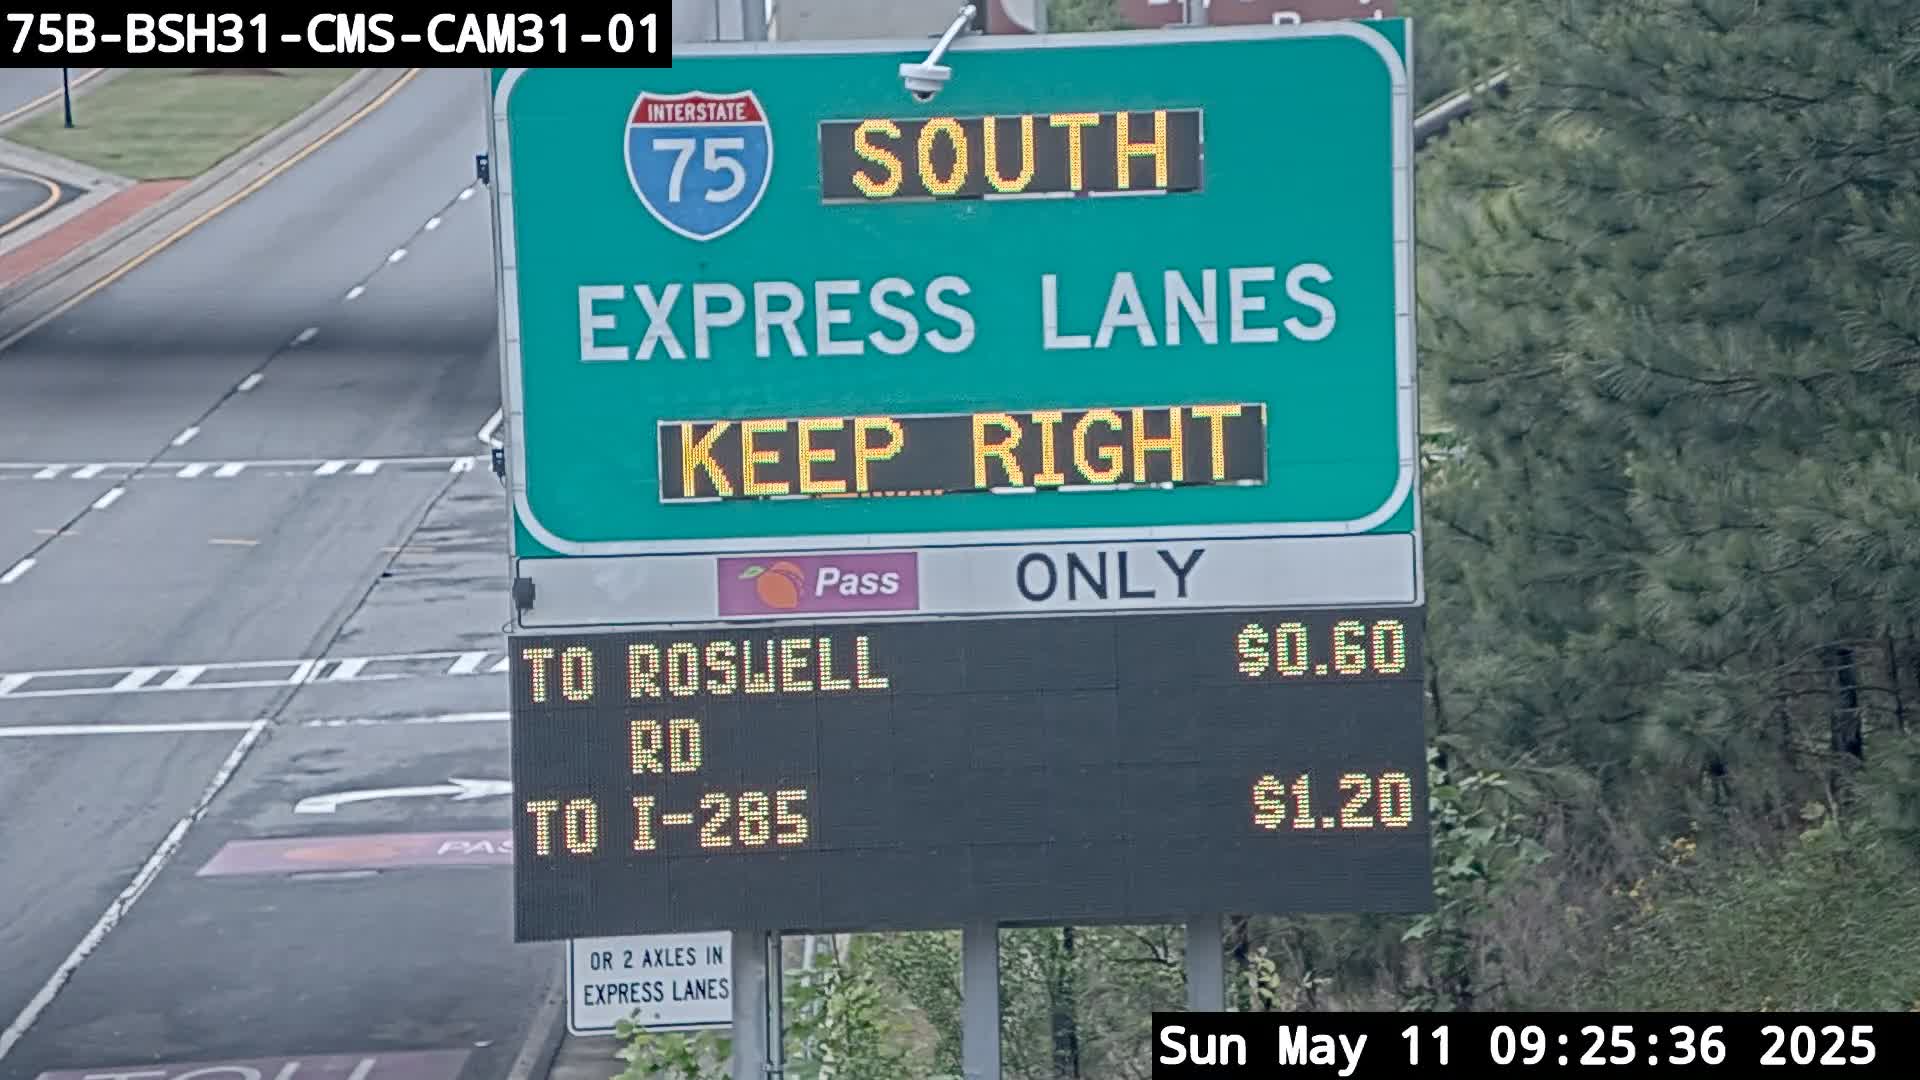 75B-BSH31-CMS-CAM31-01
INTERSTATE
75
SOUTH
EXPRESS LANES
KEEP RIGHT
Pass ONLY
TO ROSWELL $0.60
RD
TO I-285 $1.20
OR 2 AXLES IN
EXPRESS LANES
TOLL
Sun May 11 09:25:36 2025